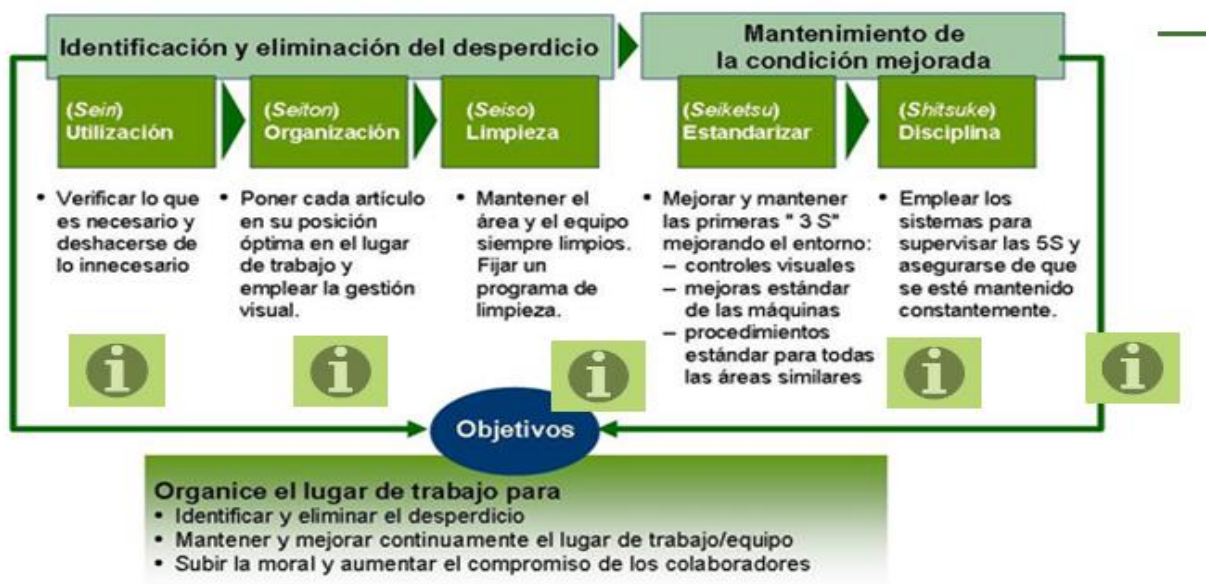 Identificación y eliminación del desperdicio
Mantenimiento de
la condición mejorada
(Seiri)
Utilización
(Seiton)
Organización
(Seiso)
Limpieza
(Seiketsu)
Estandarizar
(Shitsuke)
Disciplina
• Verificar lo que
es necesario y
deshacerse de
lo innecesario
• Poner cada artículo
en su posición
óptima en el lugar
de trabajo y
emplear la gestión
visual.
• Mantener el
área y el equipo
siempre limpios.
Fijar un
programa de
limpieza.
• Mejorar y mantener
las primeras " 3 S"
mejorando el entorno:
– controles visuales
– mejoras estándar
de las máquinas
– procedimientos
estándar para todas
las áreas similares
• Emplear los
sistemas para
supervisar las 5S y
asegurarse de que
se esté mantenido
constantemente.
i
i
i
i
i
Objetivos
Organice el lugar de trabajo para
• Identificar y eliminar el desperdicio
• Mantener y mejorar continuamente el lugar de trabajo/equipo
• Subir la moral y aumentar el compromiso de los colaboradores